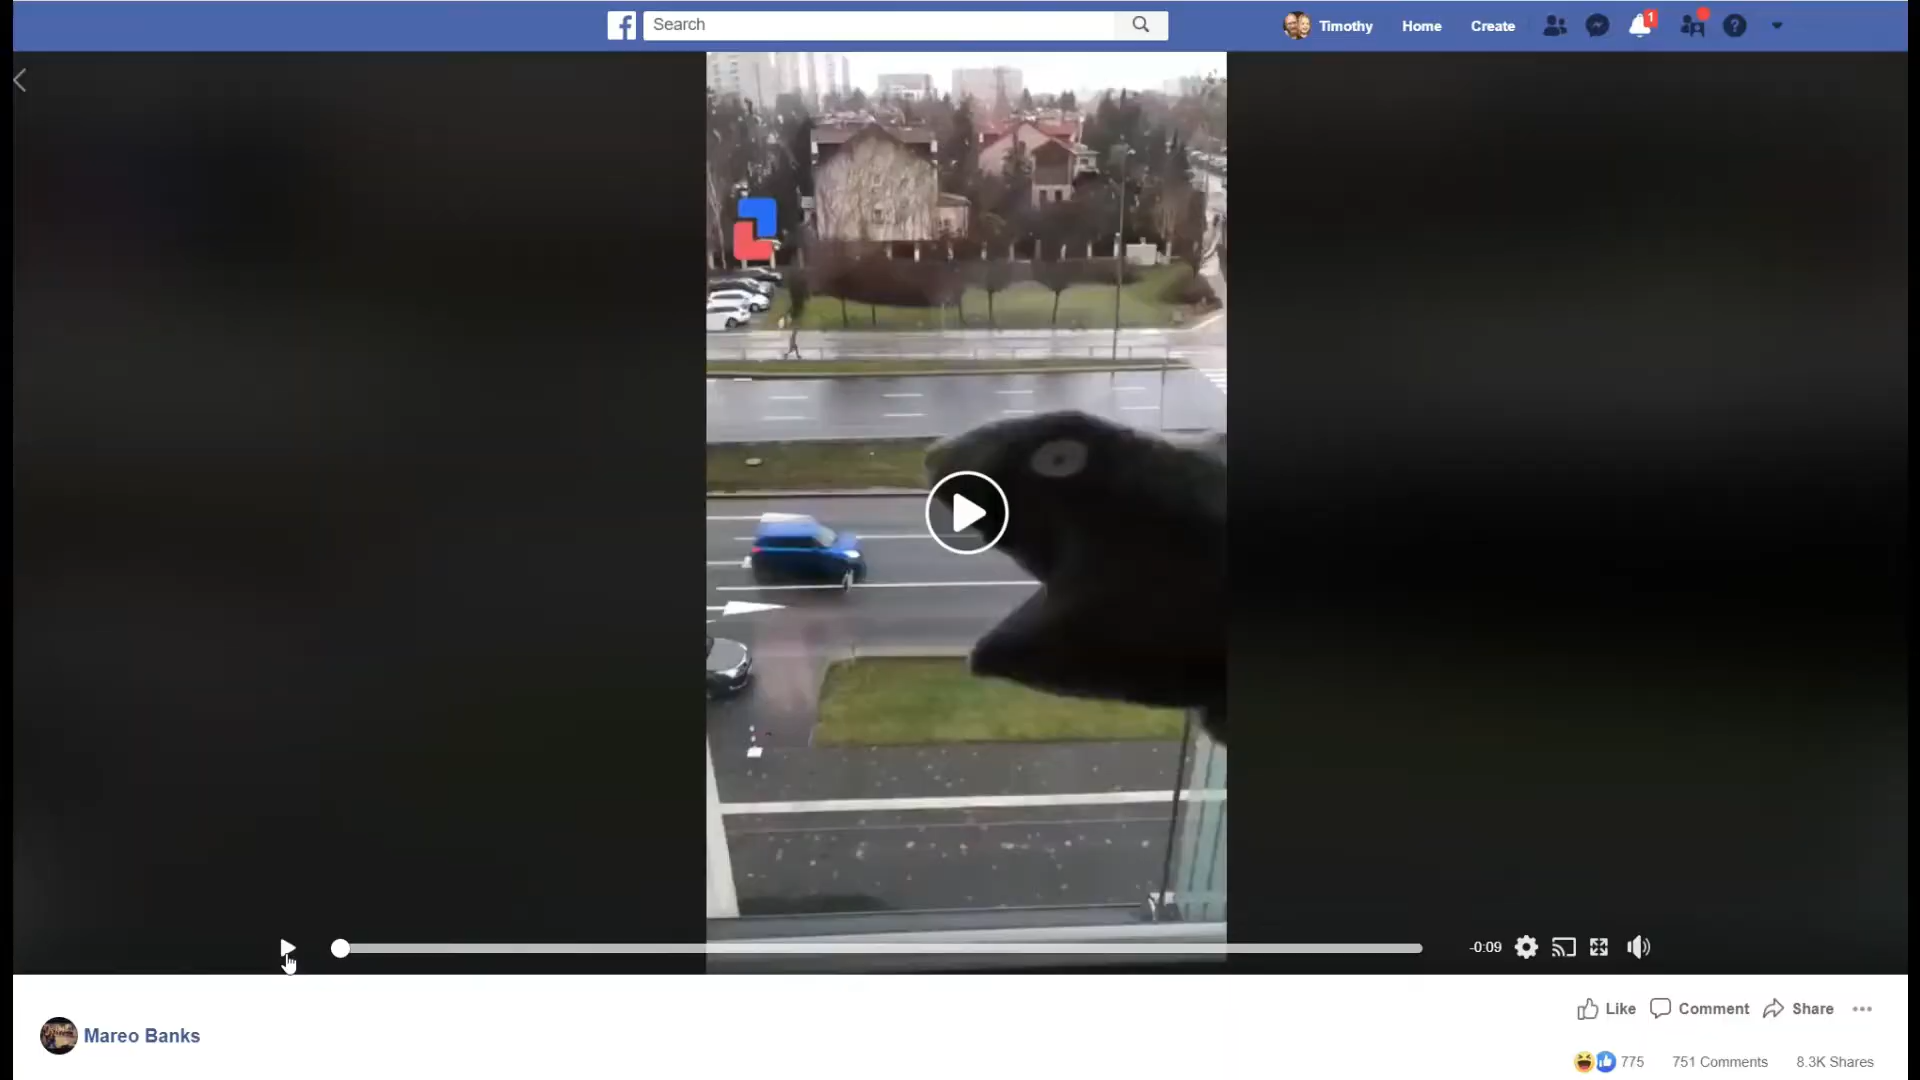 Search
Timothy
Home
Create
1
-0:09
Mareo Banks
Like
Comment
Share
775
751 Comments
8.3K Shares